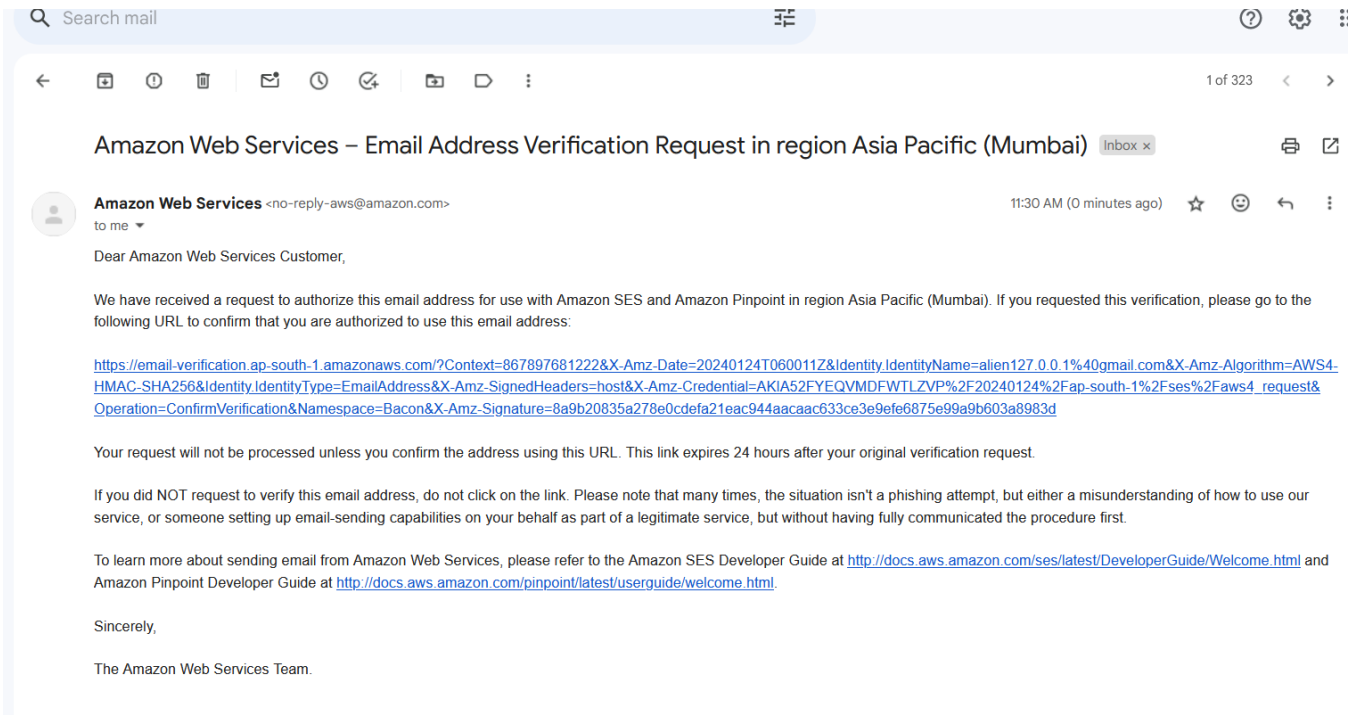 Search mail
1 of 323
Amazon Web Services – Email Address Verification Request in region Asia Pacific (Mumbai) Inbox ×
Amazon Web Services <no-reply-aws@amazon.com>
11:30 AM (0 minutes ago)
to me
Dear Amazon Web Services Customer,
We have received a request to authorize this email address for use with Amazon SES and Amazon Pinpoint in region Asia Pacific (Mumbai). If you requested this verification, please go to the
following URL to confirm that you are authorized to use this email address:
https://email-verification.ap-south-1.amazonaws.com/?Context=867897681222&X-Amz-Date=20240124T060011Z&Identity.IdentityName=alien127.0.0.1%40gmail.com&X-Amz-Algorithm=AWS4-
HMAC-SHA256&Identity.IdentityType=EmailAddress&X-Amz-SignedHeaders=host&X-Amz-Credential=AKIA52FYEQVMDFWTLZVP%2F20240124%2Fap-south-1%2Fses%2Faws4_request&
Operation=ConfirmVerification&Namespace=Bacon&X-Amz-Signature=8a9b20835a278e0cdefa21eac944aacaac633ce3e9efe6875e99a9b603a8983d
Your request will not be processed unless you confirm the address using this URL. This link expires 24 hours after your original verification request.
If you did NOT request to verify this email address, do not click on the link. Please note that many times, the situation isn't a phishing attempt, but either a misunderstanding of how to use our
service, or someone setting up email-sending capabilities on your behalf as part of a legitimate service, but without having fully communicated the procedure first.
To learn more about sending email from Amazon Web Services, please refer to the Amazon SES Developer Guide at http://docs.aws.amazon.com/ses/latest/DeveloperGuide/Welcome.html and
Amazon Pinpoint Developer Guide at http://docs.aws.amazon.com/pinpoint/latest/userguide/welcome.html.
Sincerely,
The Amazon Web Services Team.